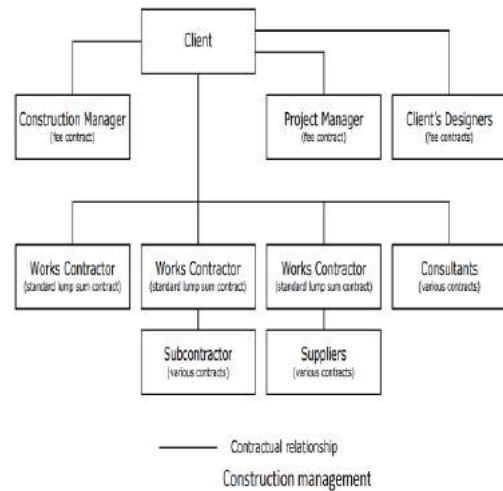 Client
Construction Manager
(fee contract)
Project Manager
(fee contract)
Client's Designers
(fee contracts)
Works Contractor
(standard lump sum contract)
Works Contractor
(standard lump sum contract)
Works Contractor
(standard lump sum contract)
Consultants
(various contracts)
Subcontractor
(various contracts)
Suppliers
(various contracts)
Contractual relationship
Construction management